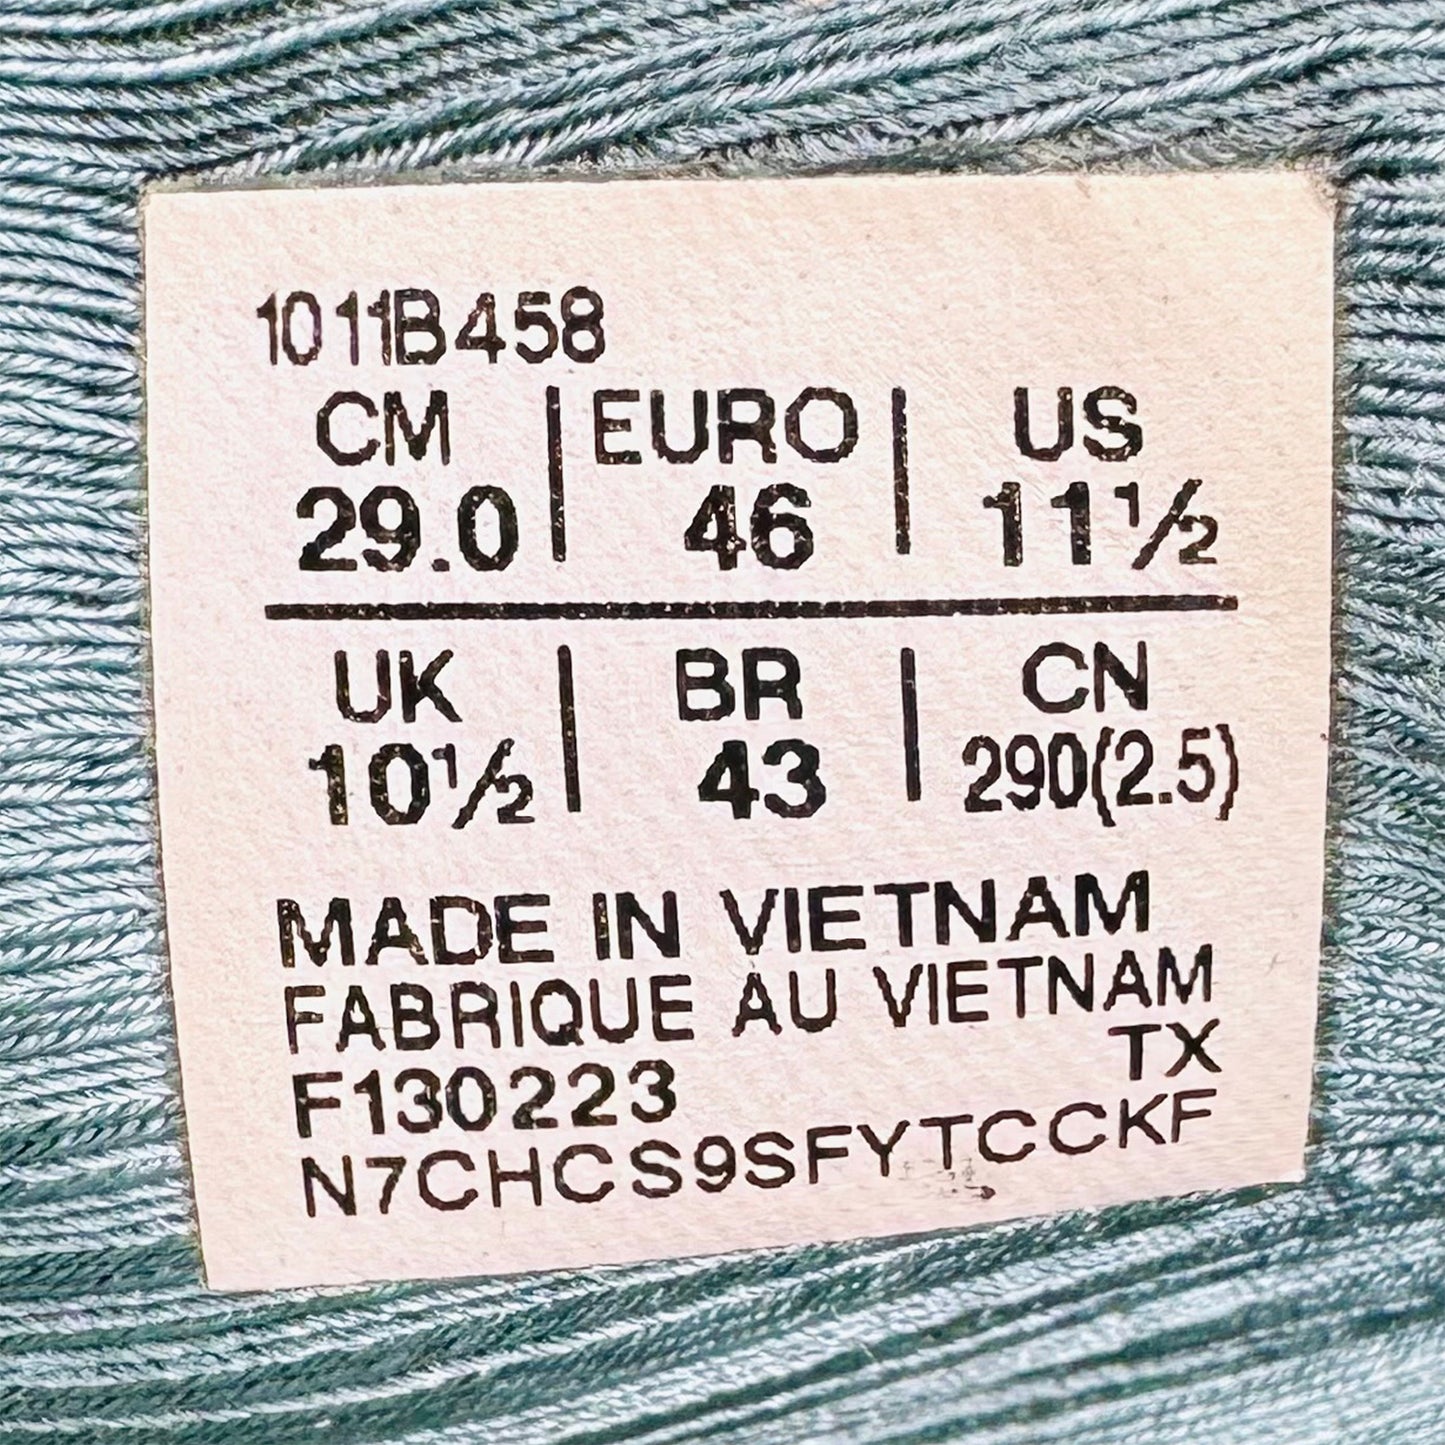 1011B458
CM | EURO | US
29.0 | 46 | 11½
UK | BR | CN
10½ | 43 | 290(2.5)
MADE IN VIETNAM
FABRIQUE AU VIETNAM
TX
F130223
N7CHCS9SFYTCCKF